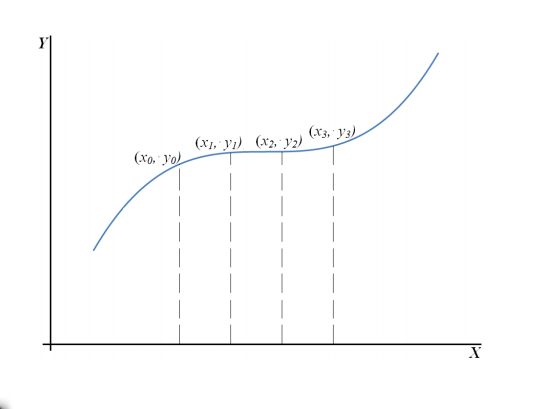 Y
(x₀, y₀)
(x₁, y₁)
(x₂, y₂)
(x₃, y₃)
X